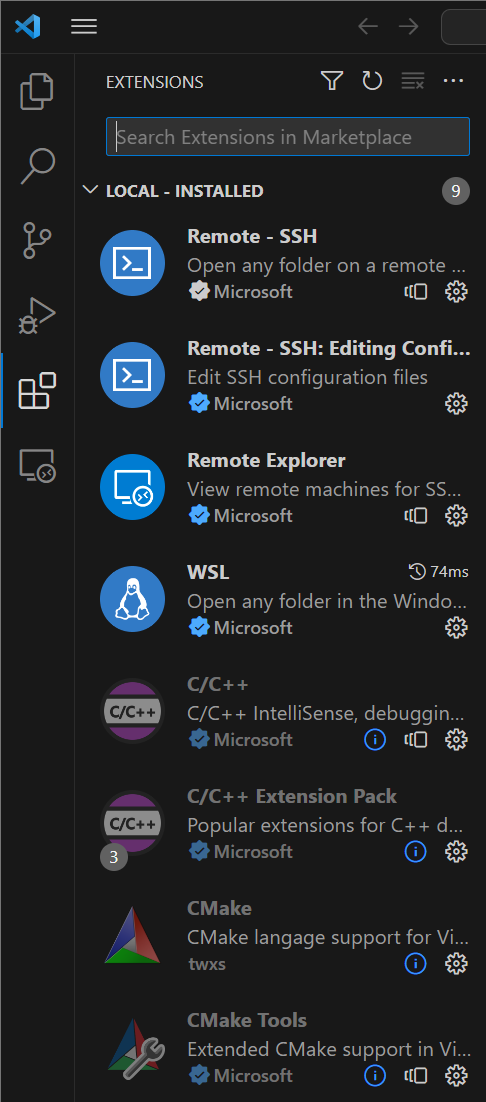 EXTENSIONS
Search Extensions in Marketplace
LOCAL - INSTALLED 9
Remote - SSH
Open any folder on a remote ...
Microsoft
Remote - SSH: Editing Confi...
Edit SSH configuration files
Microsoft
Remote Explorer
View remote machines for SS...
Microsoft
WSL 74ms
Open any folder in the Windo...
Microsoft
C/C++
C/C++
C/C++ IntelliSense, debuggin...
Microsoft
C/C++ Extension Pack
C/C++
Popular extensions for C++ d...
3
Microsoft
CMake
CMake langage support for Vi...
twxs
CMake Tools
Extended CMake support in Vi...
Microsoft